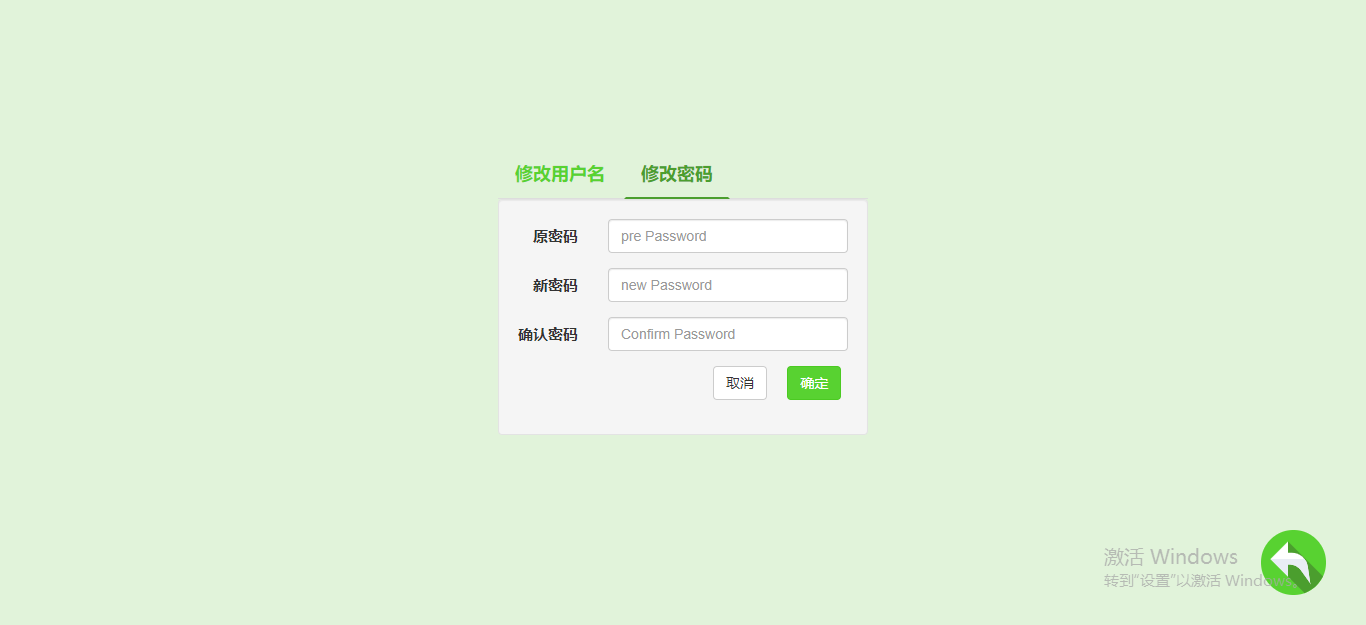 修改用户名 修改密码
原密码 pre Password
新密码 new Password
确认密码 Confirm Password
取消 确定
激活 Windows
转到"设置"以激活 Windows